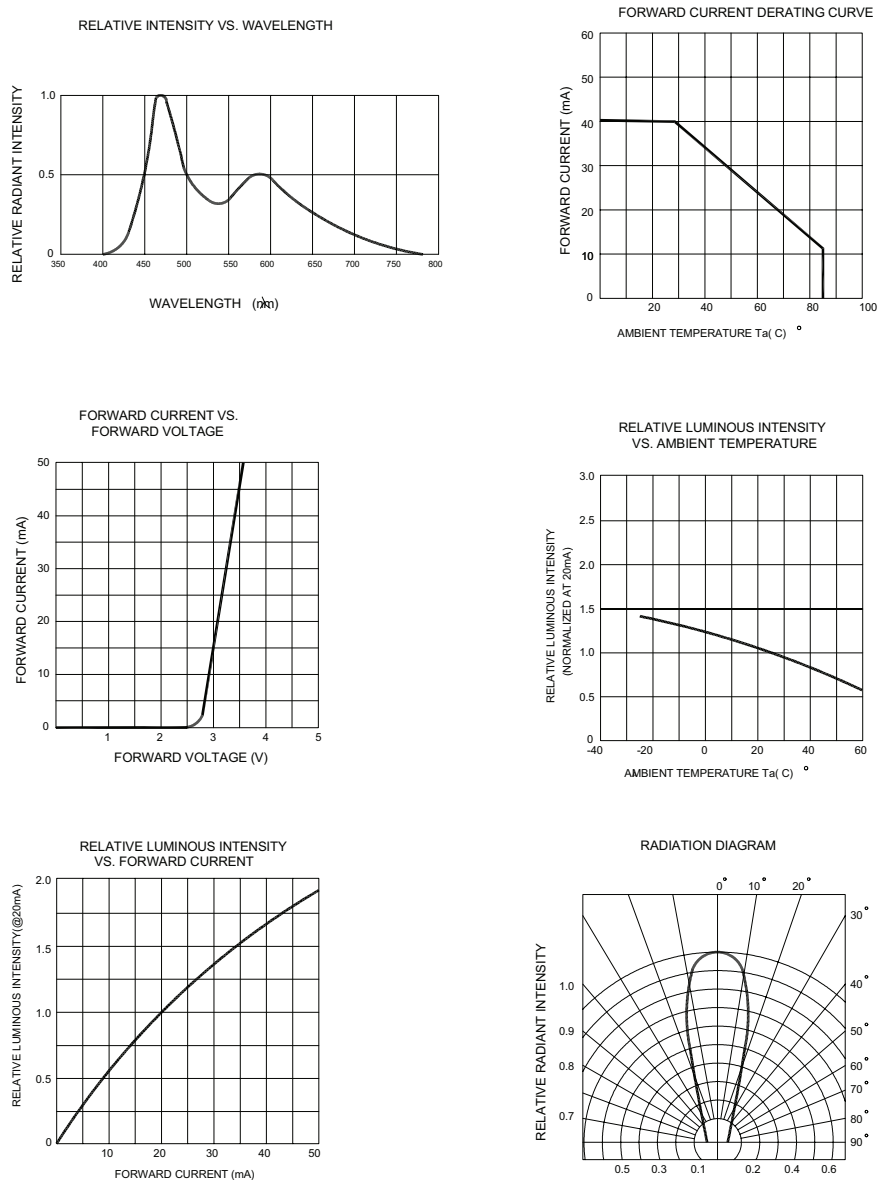 RELATIVE INTENSITY VS. WAVELENGTH
RELATIVE RADIANT INTENSITY
1.0
0.5
0
350 400 450 500 550 600 650 700 750 800
WAVELENGTH (nm)
FORWARD CURRENT DERATING CURVE
FORWARD CURRENT (mA)
60
50
40
30
20
10
0
20 40 60 80 100
AMBIENT TEMPERATURE Ta( C) °
FORWARD CURRENT VS.
FORWARD VOLTAGE
FORWARD CURRENT (mA)
50
40
30
20
10
0
1 2 3 4 5
FORWARD VOLTAGE (V)
RELATIVE LUMINOUS INTENSITY
VS. AMBIENT TEMPERATURE
RELATIVE LUMINOUS INTENSITY
(NORMALIZED AT 20mA)
3.0
2.5
2.0
1.5
1.0
0.5
0
-40 -20 0 20 40 60
AMBIENT TEMPERATURE Ta( C) °
RELATIVE LUMINOUS INTENSITY
VS. FORWARD CURRENT
RELATIVE LUMINOUS INTENSITY(@20mA)
2.0
1.5
1.0
0.5
0
10 20 30 40 50
FORWARD CURRENT (mA)
RADIATION DIAGRAM
RELATIVE RADIANT INTENSITY
0° 10° 20°
30°
40°
50°
60°
70°
80°
90°
1.0
0.9
0.8
0.7
0.5 0.3 0.1 0.2 0.4 0.6